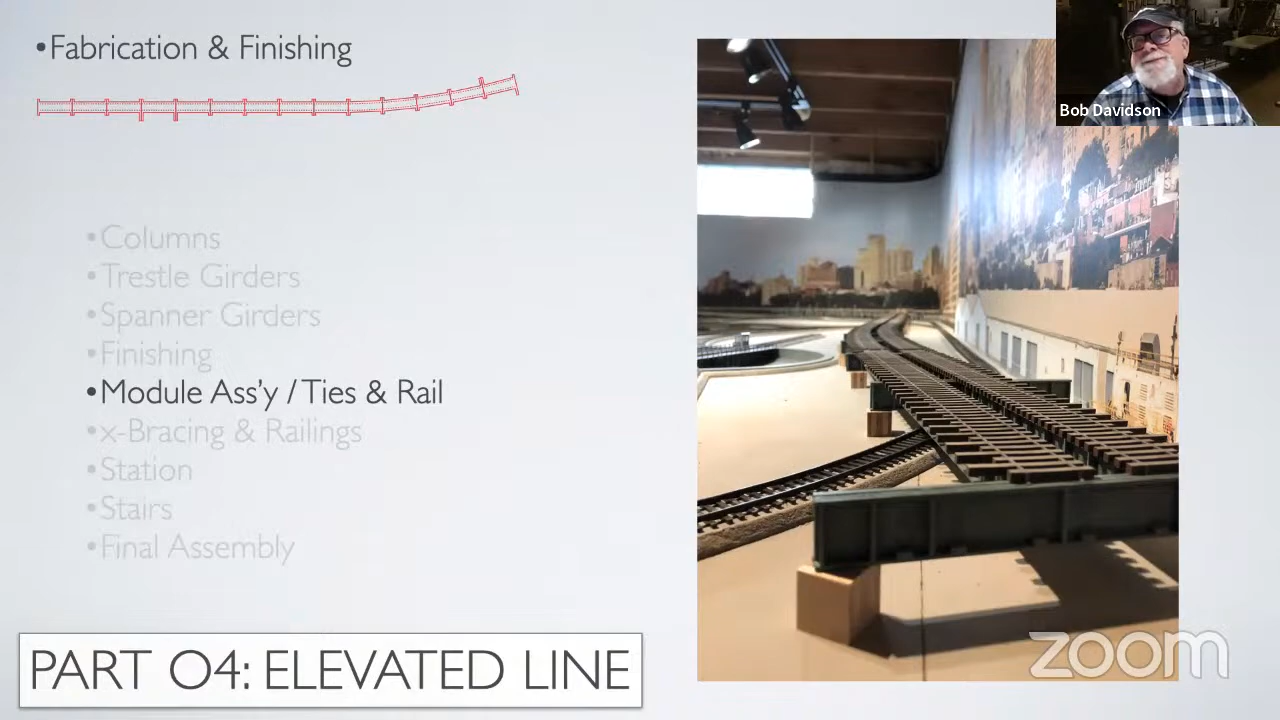 •Fabrication & Finishing
Bob Davidson
•Columns
•Trestle Girders
•Spanner Girders
•Finishing
•Module Ass'y / Ties & Rail
•x-Bracing & Railings
•Station
•Stairs
•Final Assembly
PART 04: ELEVATED LINE
zoom